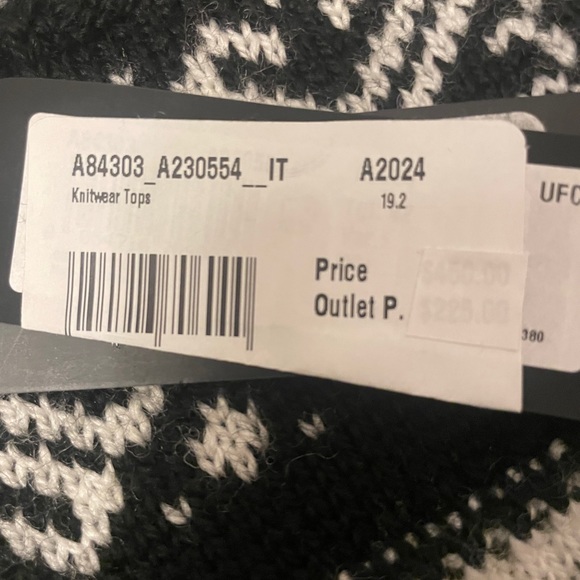 A84303_A230554__IT A2024
Knitwear Tops 19.2
UFC
Price $450.00
Outlet P. $225.00
380